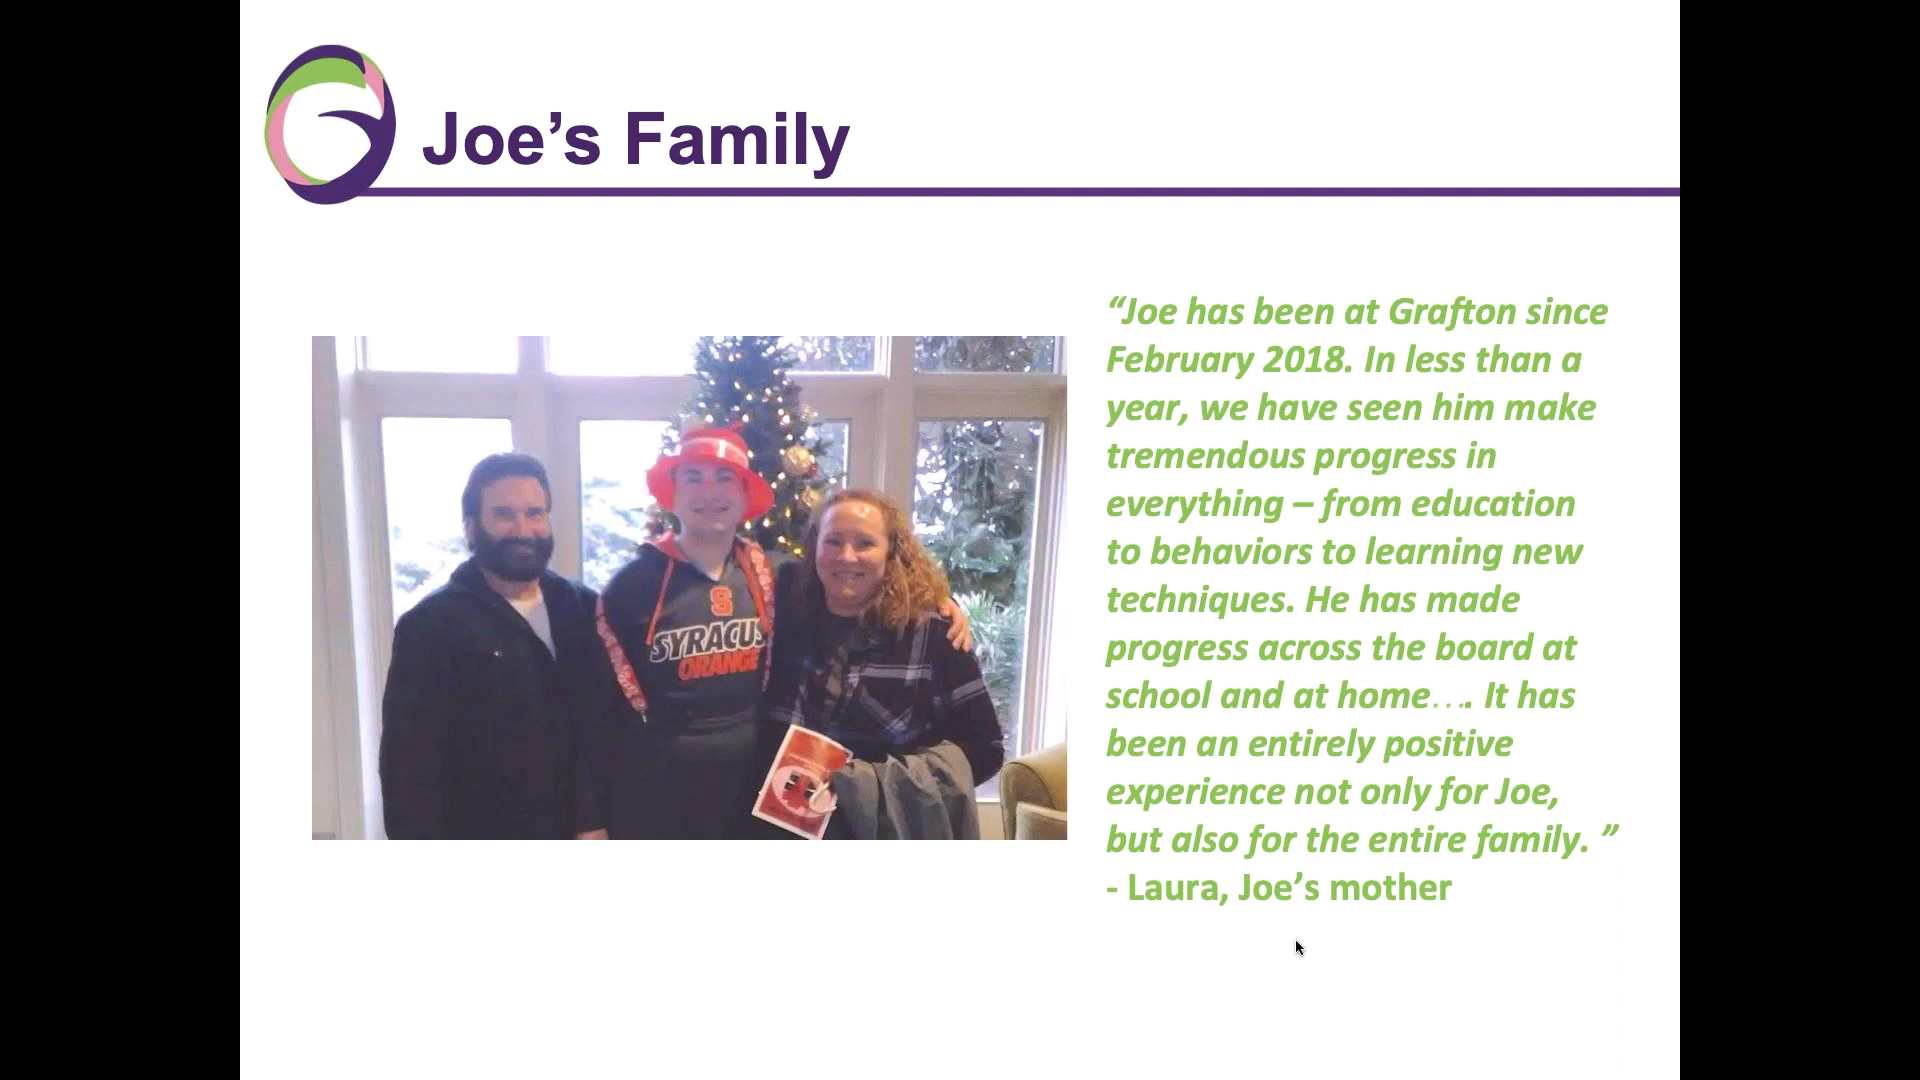 Joe’s Family
“Joe has been at Grafton since
February 2018. In less than a
year, we have seen him make
tremendous progress in
everything – from education
to behaviors to learning new
techniques. He has made
progress across the board at
school and at home…. It has
been an entirely positive
experience not only for Joe,
but also for the entire family. ”
- Laura, Joe’s mother
S
SYRACUS
ORANGE